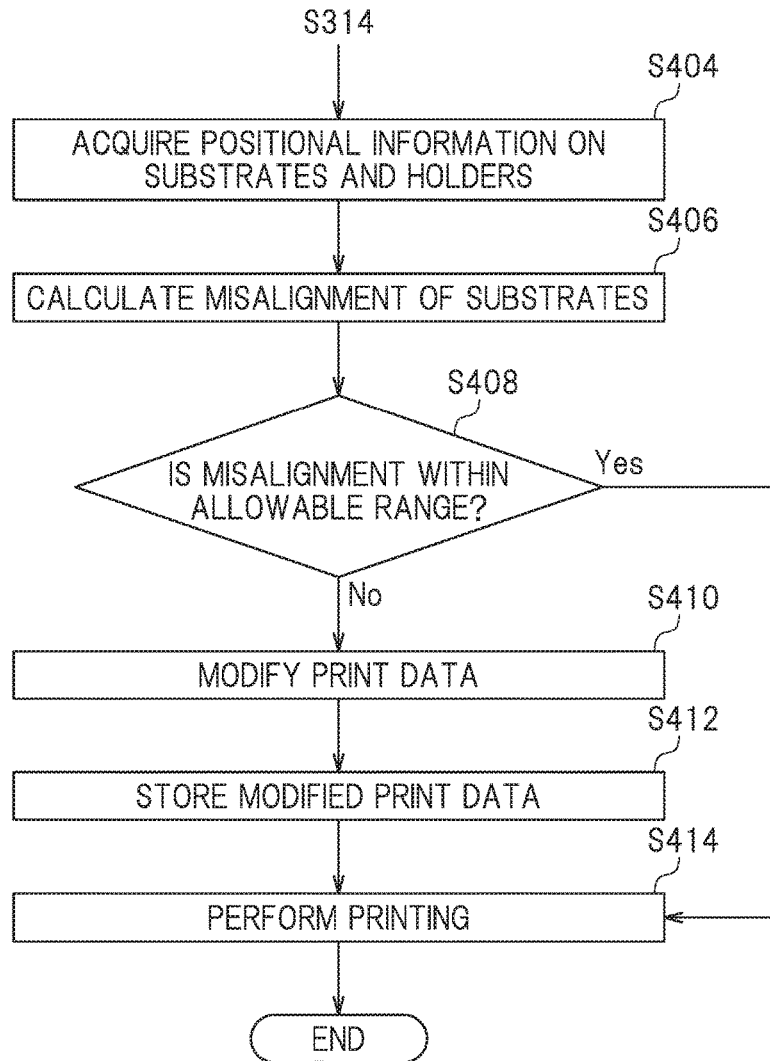 S314
S404
ACQUIRE POSITIONAL INFORMATION ON
SUBSTRATES AND HOLDERS
S406
CALCULATE MISALIGNMENT OF SUBSTRATES
S408
IS MISALIGNMENT WITHIN
ALLOWABLE RANGE?
Yes
No
S410
MODIFY PRINT DATA
S412
STORE MODIFIED PRINT DATA
S414
PERFORM PRINTING
END